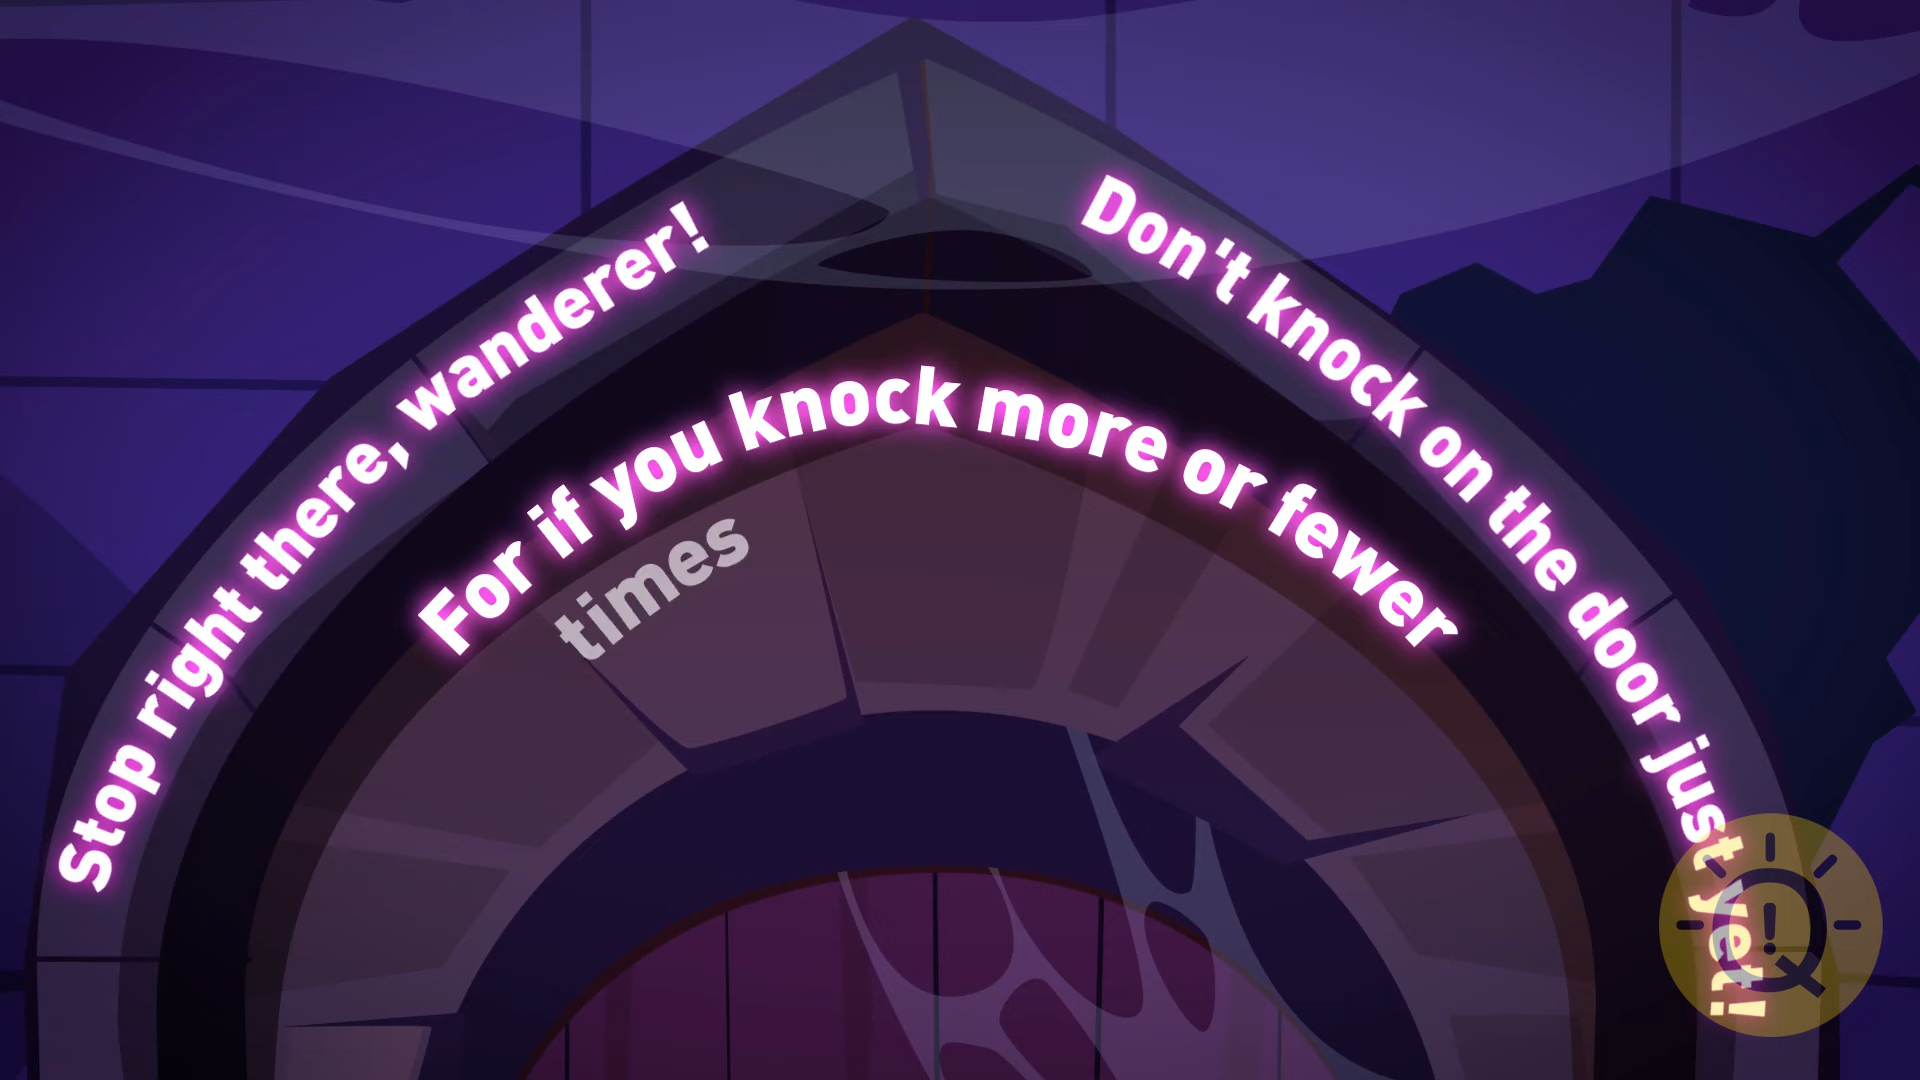 Stop right there, wanderer!
Don't knock on the door just yet!
For if you knock more or fewer
times